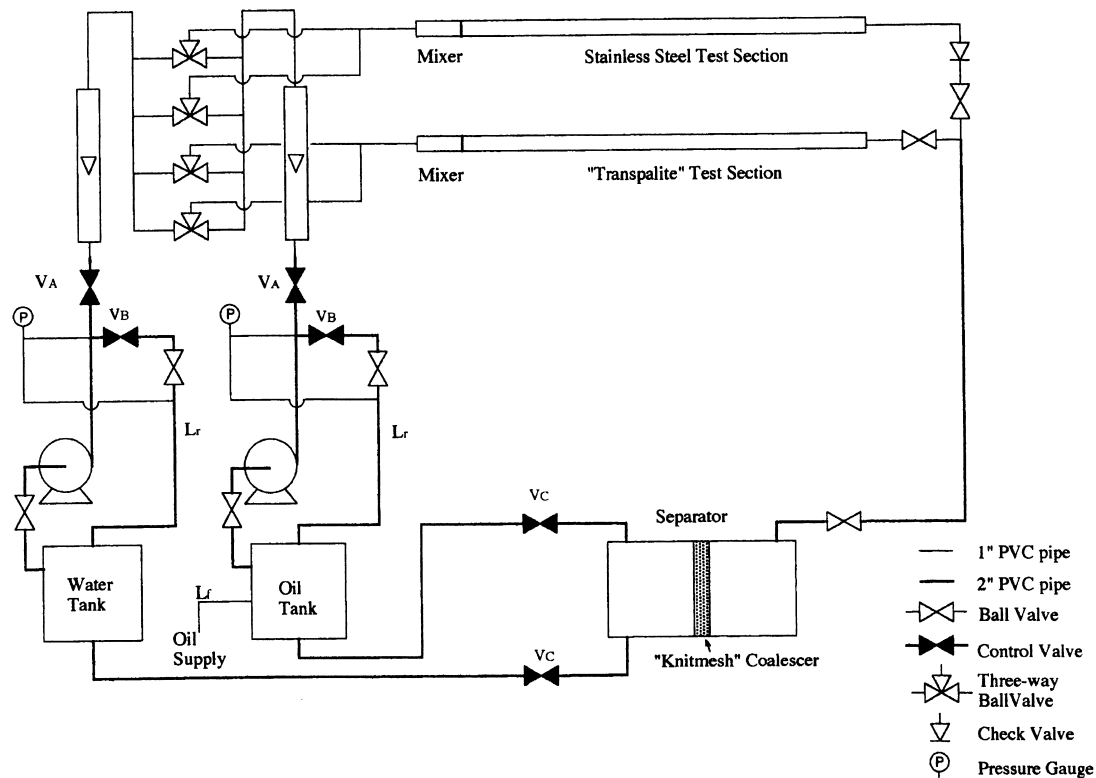 Mixer
Stainless Steel Test Section
Mixer
"Transpalite" Test Section
VA
VA
P
VB
P
VB
Lr
Lr
VC
Separator
Water
Tank
Oil
Tank
Lf
Oil
Supply
VC
"Knitmesh" Coalescer
1" PVC pipe
2" PVC pipe
Ball Valve
Control Valve
Three-way
BallValve
Check Valve
P
Pressure Gauge